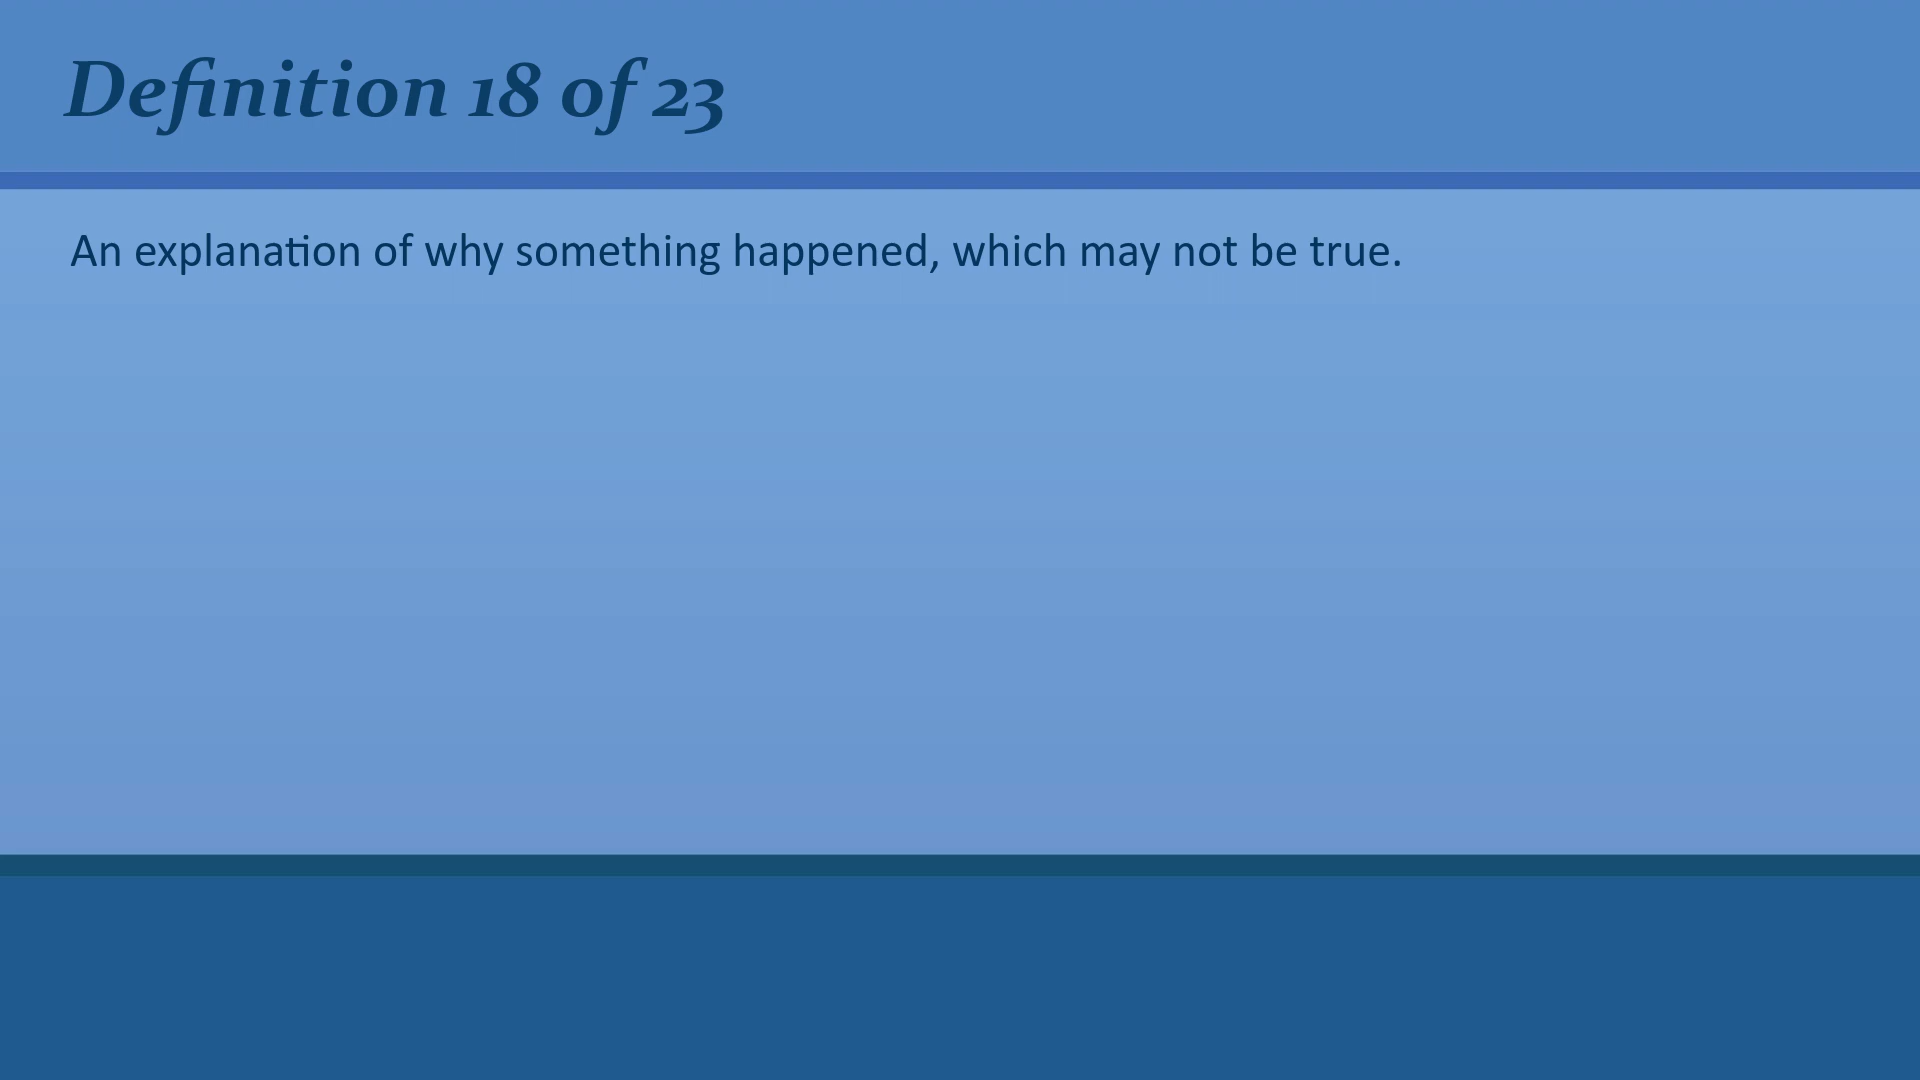 Definition 18 of 23
An explanation of why something happened, which may not be true.